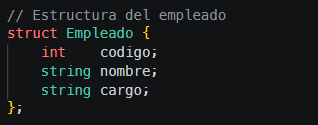 // Estructura del empleado
struct Empleado {
    int    codigo;
    string nombre;
    string cargo;
};